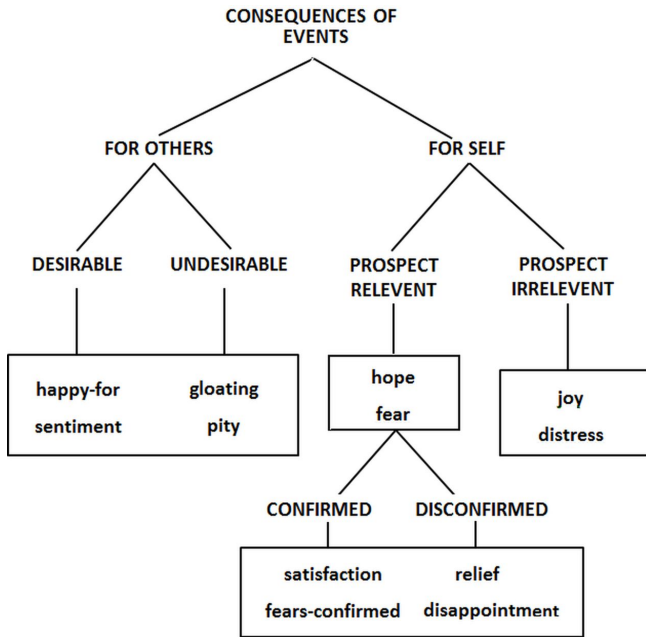 CONSEQUENCES OF
EVENTS
FOR OTHERS
FOR SELF
DESIRABLE
UNDESIRABLE
PROSPECT
RELEVENT
PROSPECT
IRRELEVENT
happy-for
sentiment
gloating
pity
hope
fear
joy
distress
CONFIRMED
DISCONFIRMED
satisfaction
fears-confirmed
relief
disappointment